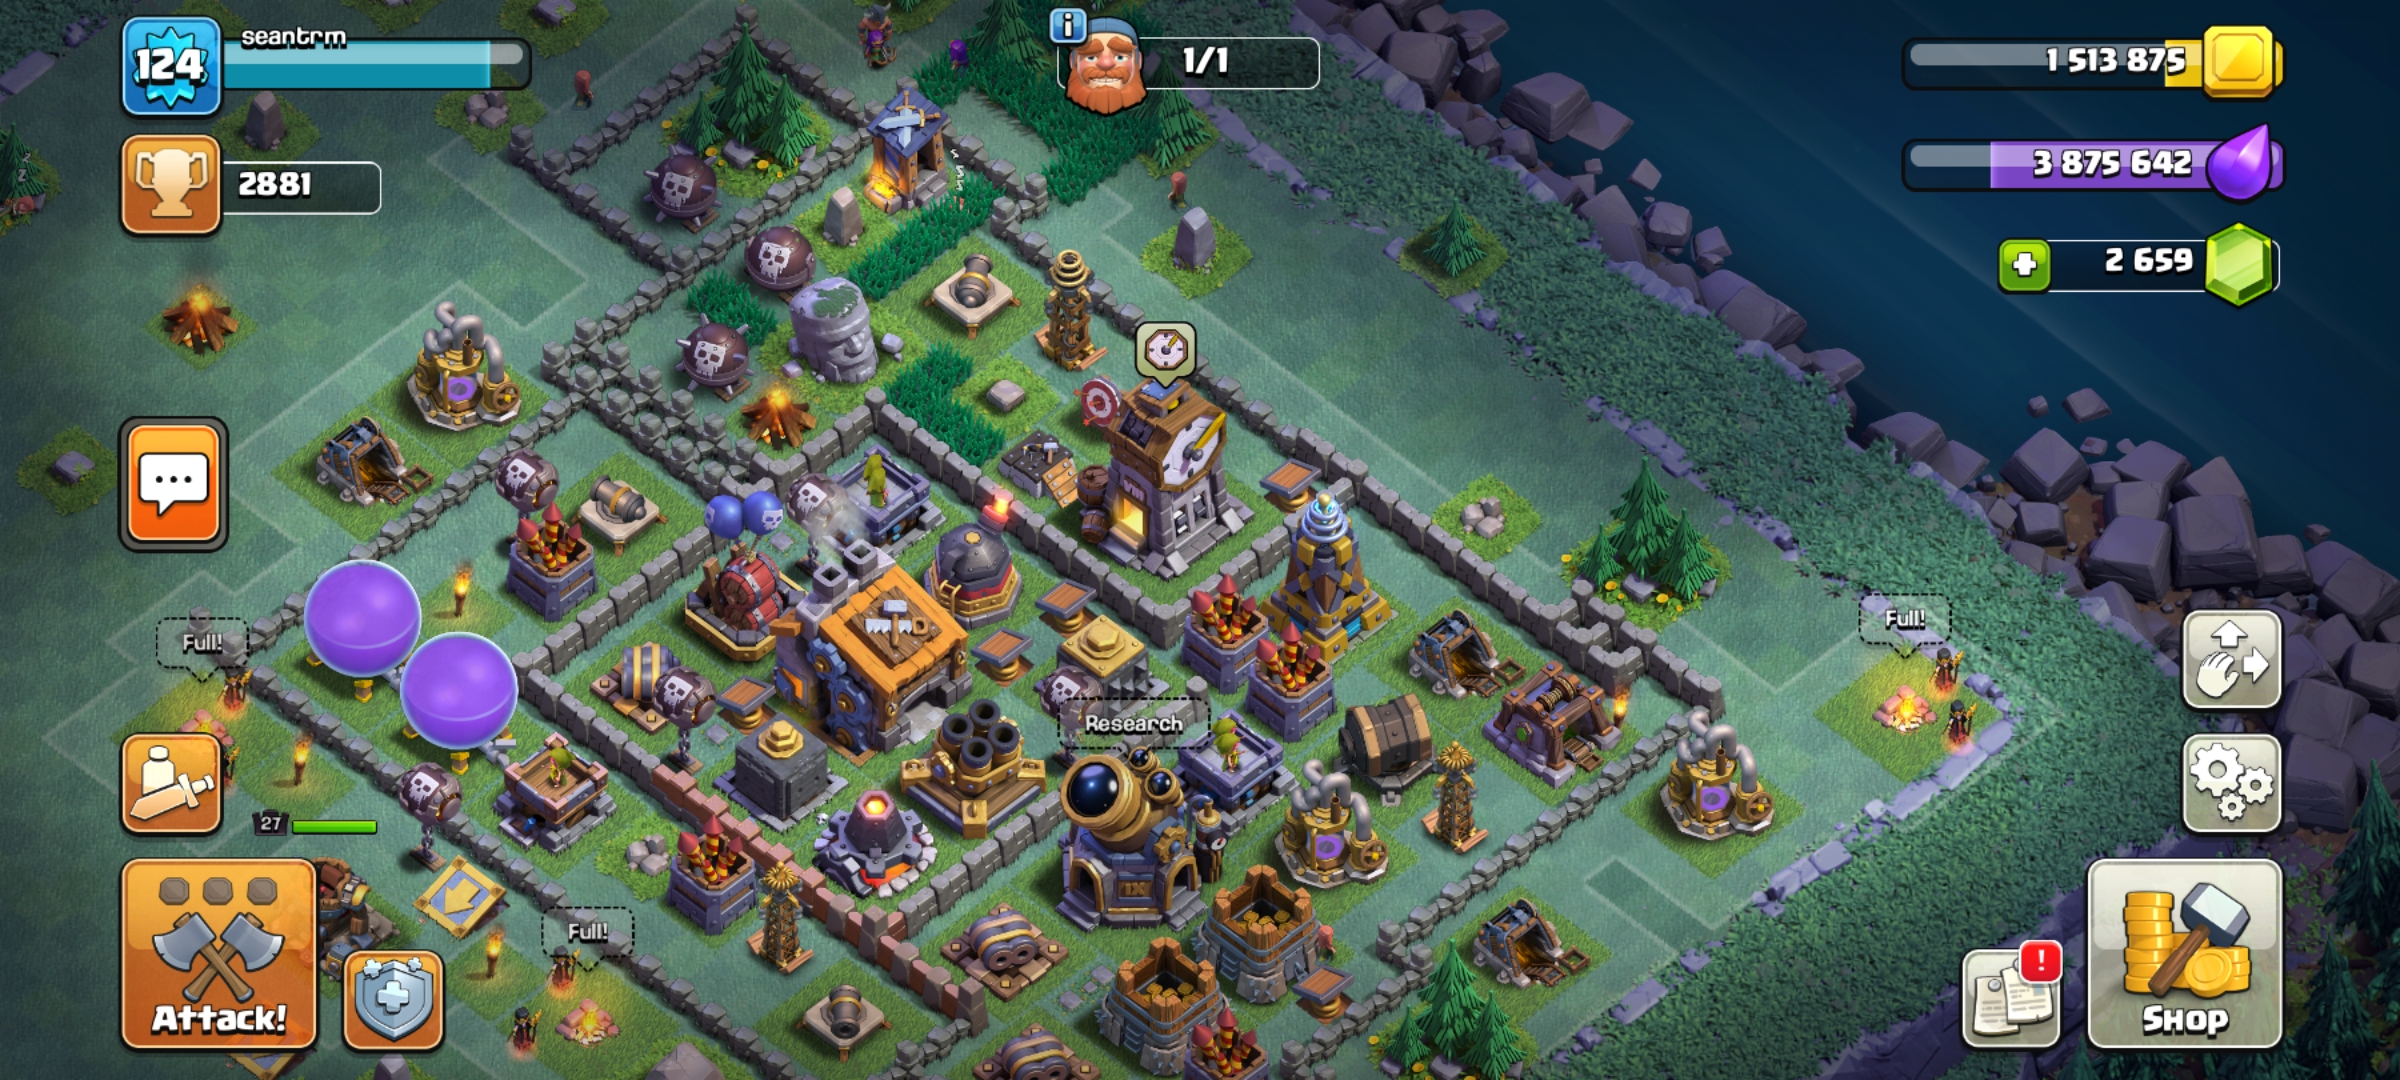 124
seantrm
i
1/1
1 513 875
2881
3 875 642
2 659
Full!
Full!
Research
27
Full!
Attack!
!
Shop